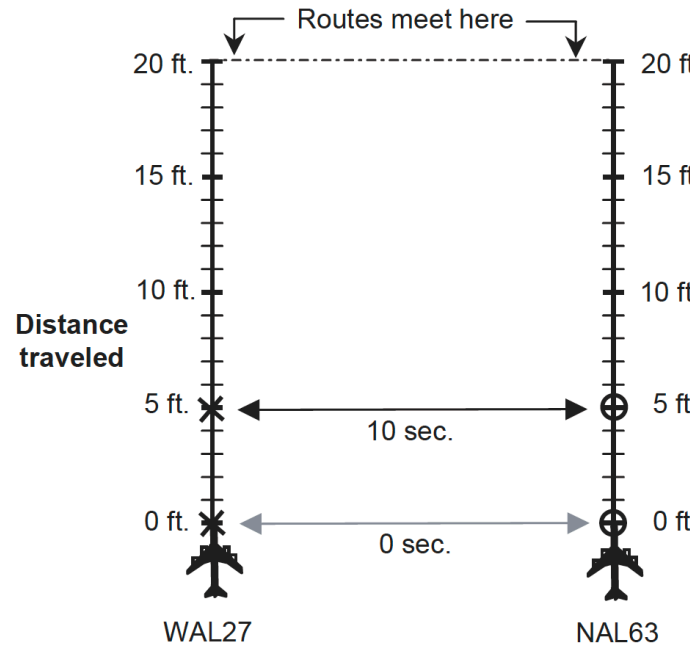 Routes meet here
20 ft. 20 ft
15 ft. 15 ft
10 ft. 10 ft
Distance
traveled
5 ft. 5 ft
10 sec.
0 ft. 0 ft
0 sec.
WAL27 NAL63